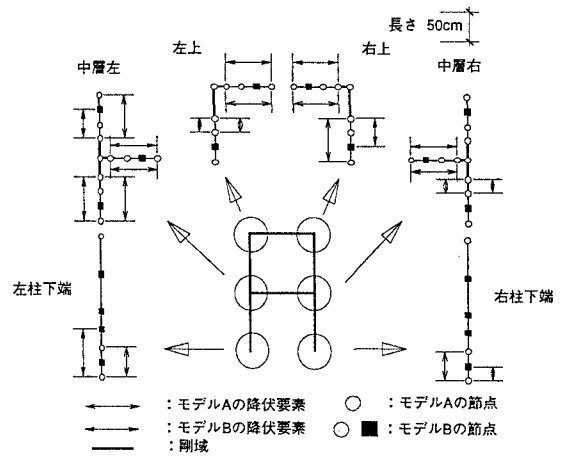 長さ 50cm
左上
右上
中層左
中層右
左柱下端
右柱下端
：モデルAの降伏要素
：モデルAの節点
：モデルBの降伏要素
：モデルBの節点
：剛域